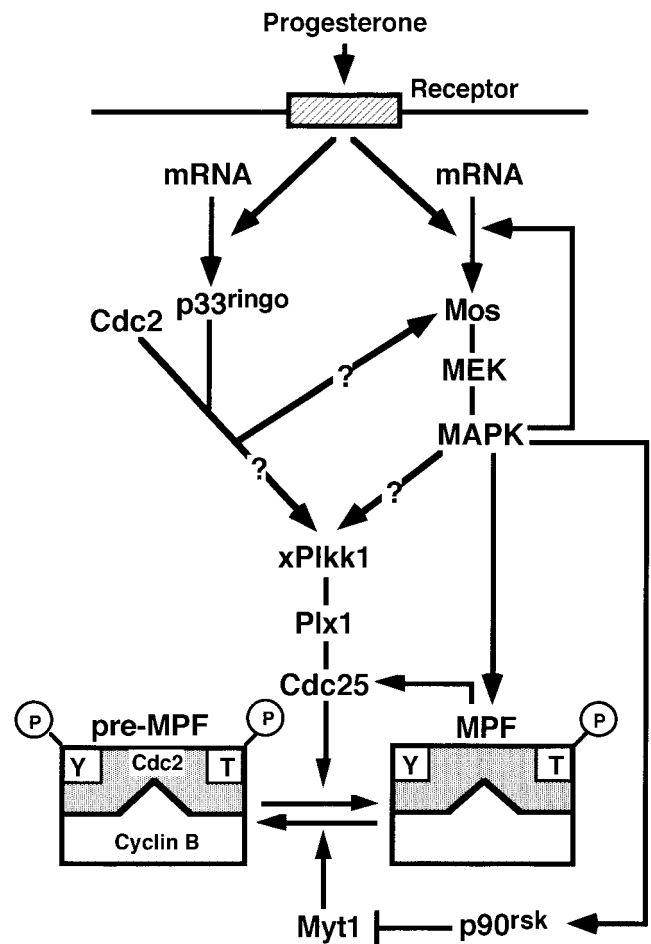 Progesterone
Receptor
mRNA
mRNA
Cdc2
p33ringo
Mos
?
MEK
MAPK
?
?
xPlkk1
Plx1
Cdc25
P
pre-MPF
P
MPF
P
Y
Cdc2
T
Y
T
Cyclin B
Myt1
p90rsk